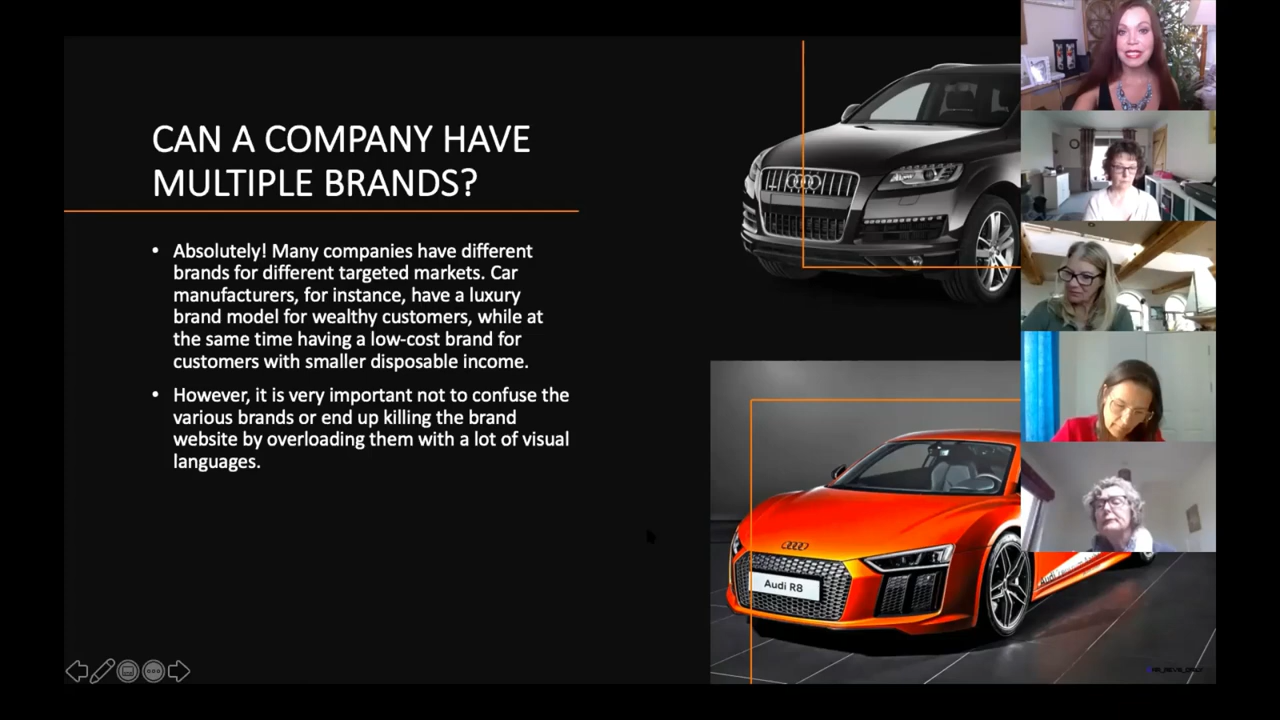 CAN A COMPANY HAVE
MULTIPLE BRANDS?
• Absolutely! Many companies have different
brands for different targeted markets. Car
manufacturers, for instance, have a luxury
brand model for wealthy customers, while at
the same time having a low-cost brand for
customers with smaller disposable income.
• However, it is very important not to confuse the
various brands or end up killing the brand
website by overloading them with a lot of visual
languages.
Audi R8